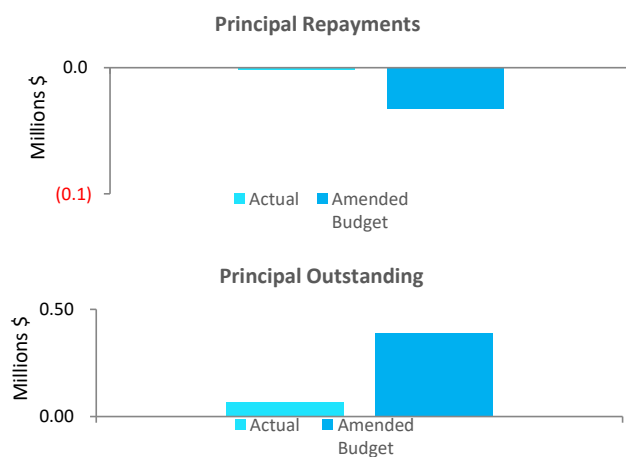 Principal Repayments
0.0
Millions $
(0.1)
Actual Amended
Budget
Principal Outstanding
0.50
Millions $
0.00
Actual Amended
Budget